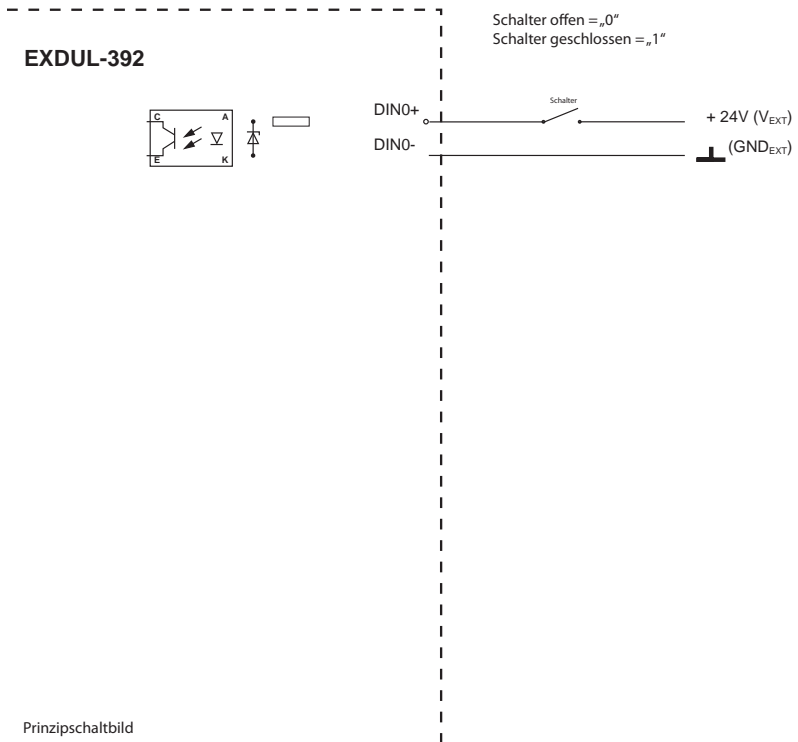 Schalter offen =„0“
Schalter geschlossen =„1“
EXDUL-392
C
A
E
K
DIN0+
DIN0-
Schalter
+ 24V (VEXT)
(GNDEXT)
Prinzipschaltbild